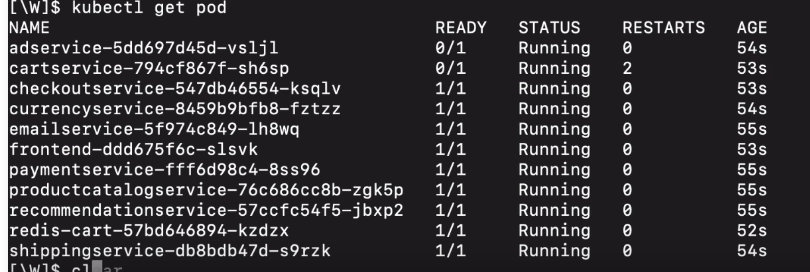 [\W]$ kubectl get pod
NAME READY STATUS RESTARTS AGE
adservice-5dd697d45d-vsljl 0/1 Running 0 54s
cartservice-794cf867f-sh6sp 0/1 Running 2 53s
checkoutservice-547db46554-ksqlv 1/1 Running 0 53s
currencyservice-8459b9bfb8-fztzz 1/1 Running 0 54s
emailservice-5f974c849-lh8wq 1/1 Running 0 55s
frontend-ddd675f6c-slsvk 1/1 Running 0 53s
paymentservice-fff6d98c4-8ss96 1/1 Running 0 55s
productcatalogservice-76c686cc8b-zgk5p 1/1 Running 0 55s
recommendationservice-57ccfc54f5-jbxp2 1/1 Running 0 55s
redis-cart-57bd646894-kzdzx 1/1 Running 0 52s
shippingservice-db8bdb47d-s9rzk 1/1 Running 0 54s
[\W]$ clear